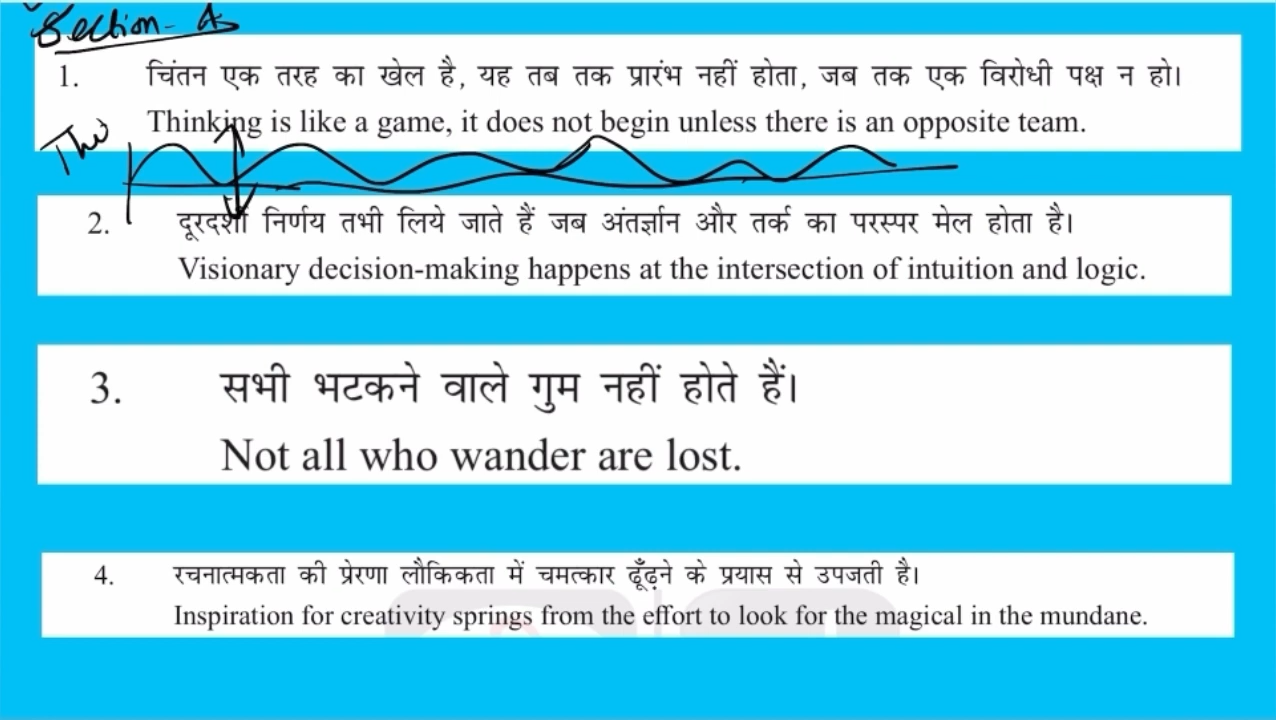 Section - A
1. चिंतन एक तरह का खेल है, यह तब तक प्रारंभ नहीं होता, जब तक एक विरोधी पक्ष न हो।
Thinking is like a game, it does not begin unless there is an opposite team.
2. दूरदर्शी निर्णय तभी लिये जाते हैं जब अंतर्ज्ञान और तर्क का परस्पर मेल होता है।
Visionary decision-making happens at the intersection of intuition and logic.
3. सभी भटकने वाले गुम नहीं होते हैं।
Not all who wander are lost.
4. रचनात्मकता की प्रेरणा लौकिकता में चमत्कार ढूँढ़ने के प्रयास से उपजती है।
Inspiration for creativity springs from the effort to look for the magical in the mundane.